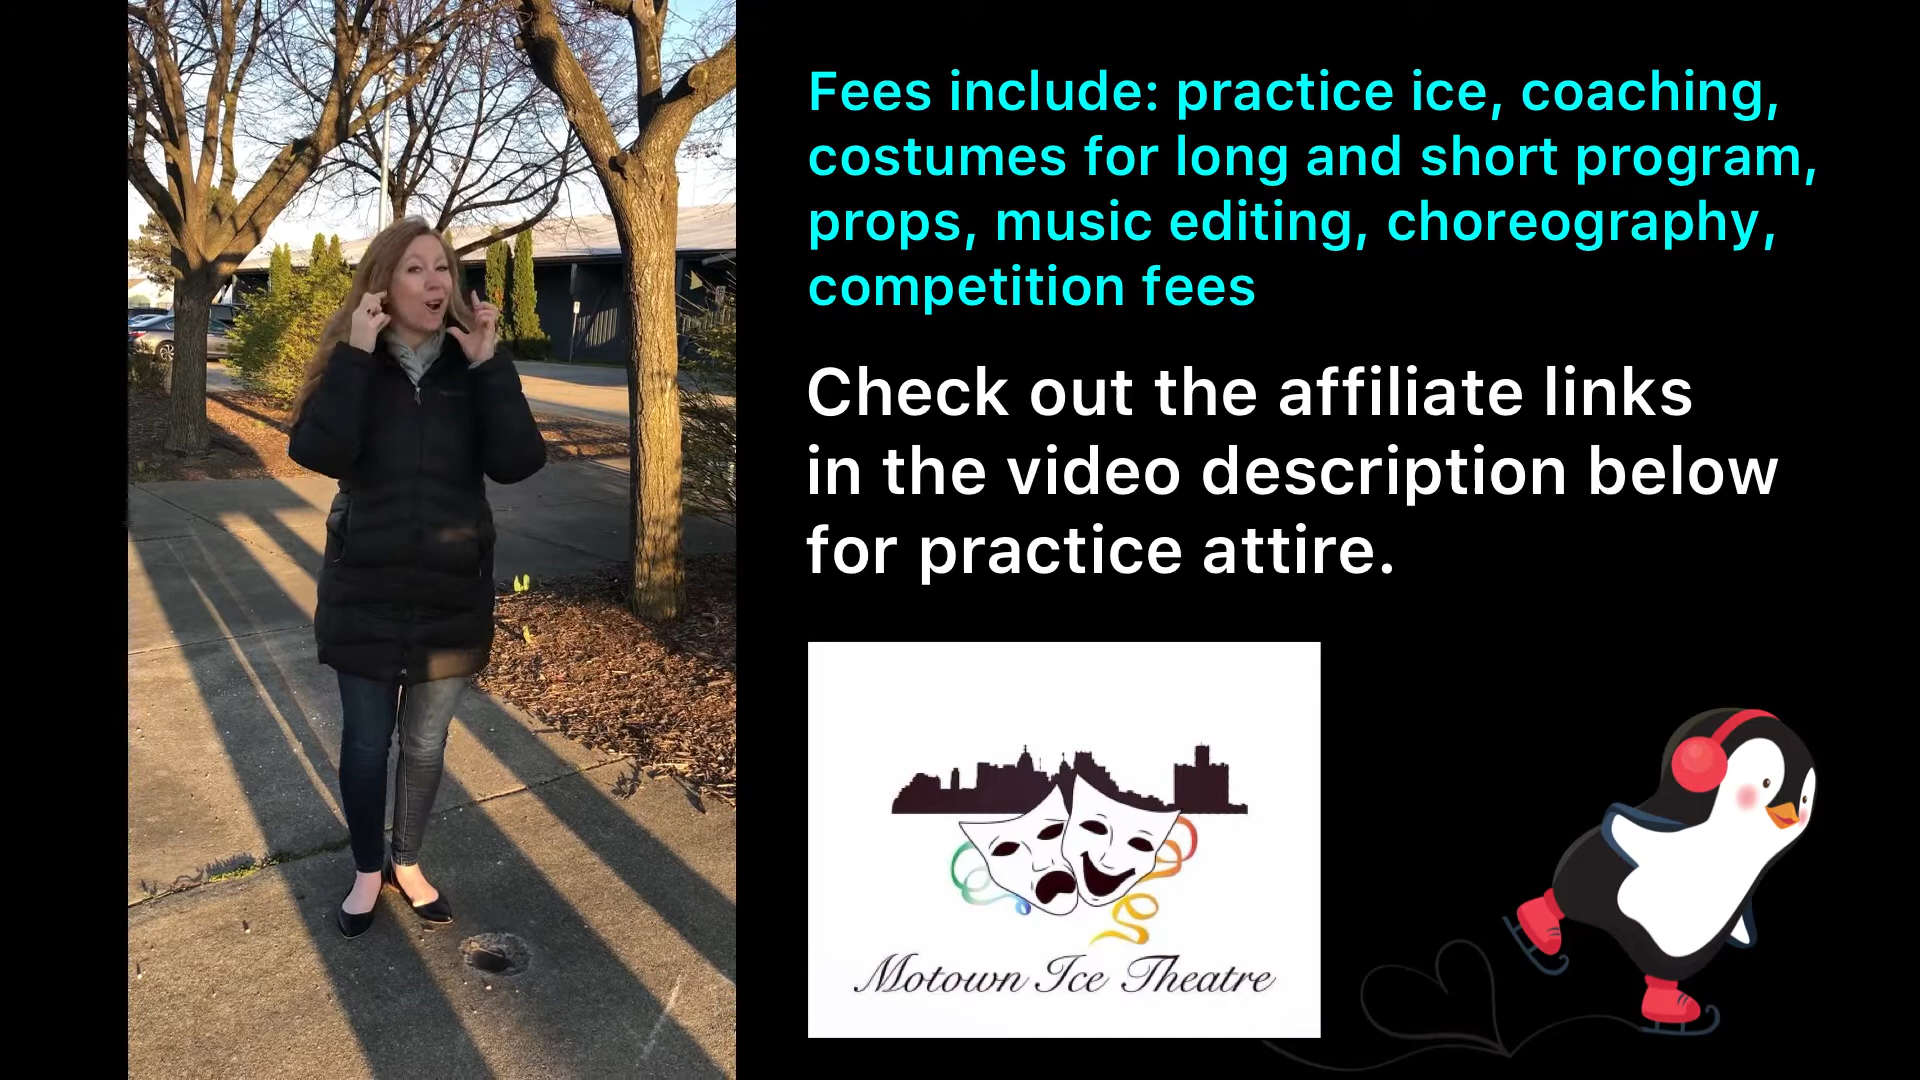 Fees include: practice ice, coaching,
costumes for long and short program,
props, music editing, choreography,
competition fees
Check out the affiliate links
in the video description below
for practice attire.
Motown Ice Theatre